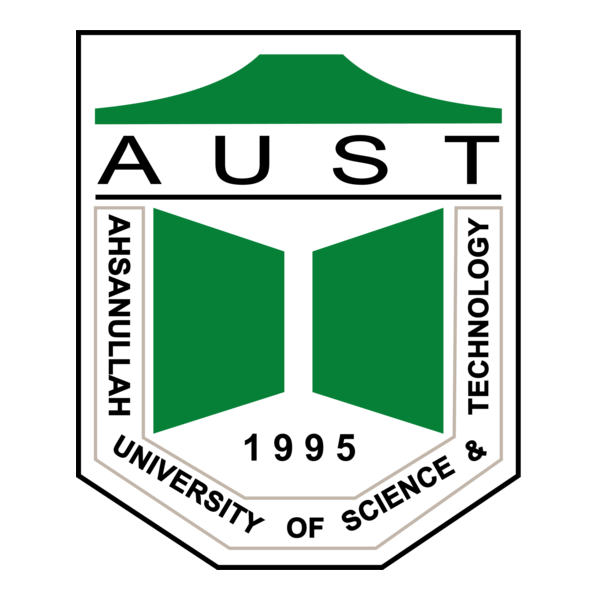 AUST
AHSANULLAH UNIVERSITY OF SCIENCE & TECHNOLOGY
1995